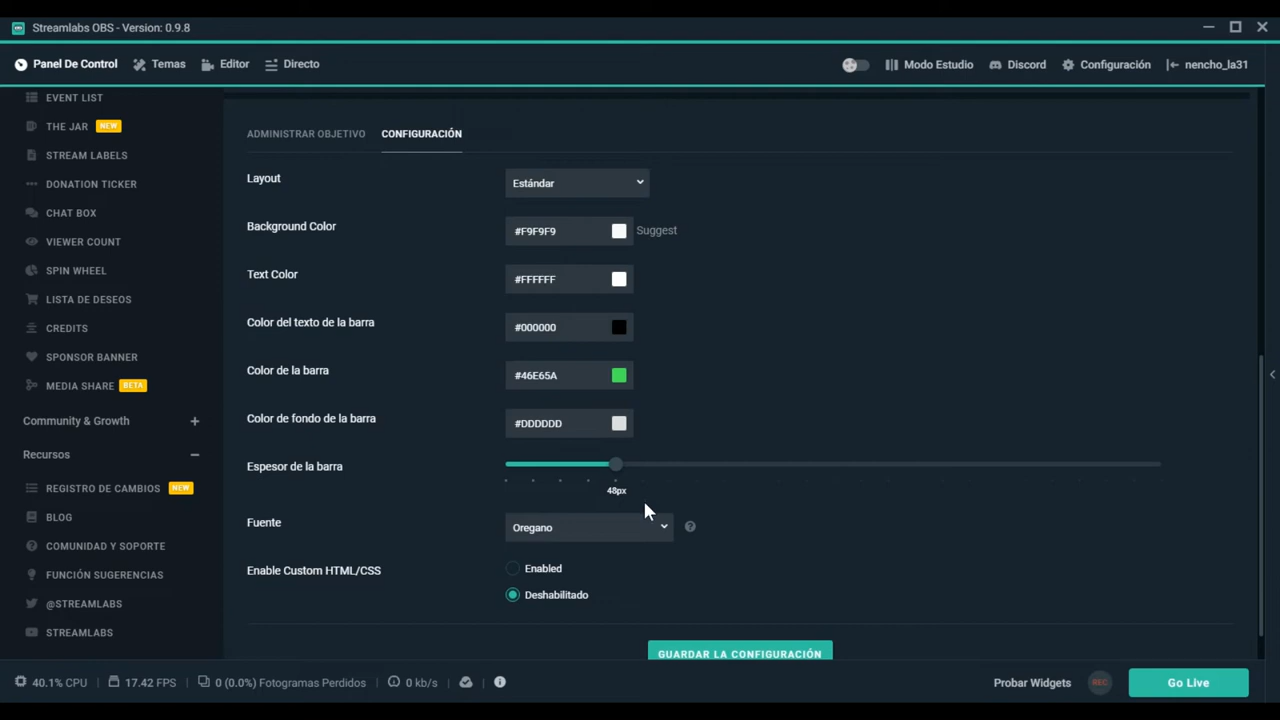 Streamlabs OBS - Version: 0.9.8
Panel De Control Temas Editor Directo Modo Estudio Discord Configuración nencho_la31
EVENT LIST
THE JAR NEW
STREAM LABELS
DONATION TICKER
CHAT BOX
VIEWER COUNT
SPIN WHEEL
LISTA DE DESEOS
CREDITS
SPONSOR BANNER
MEDIA SHARE BETA
Community & Growth +
Recursos
REGISTRO DE CAMBIOS NEW
BLOG
COMUNIDAD Y SOPORTE
FUNCIÓN SUGERENCIAS
@STREAMLABS
STREAMLABS
ADMINISTRAR OBJETIVO CONFIGURACIÓN
Layout Estándar
Background Color #F9F9F9 Suggest
Text Color #FFFFFF
Color del texto de la barra #000000
Color de la barra #46E65A
Color de fondo de la barra #DDDDDD
Espesor de la barra
48px
Fuente Oregano ?
Enable Custom HTML/CSS Enabled
Deshabilitado
GUARDAR LA CONFIGURACIÓN
40.1% CPU 17.42 FPS 0 (0.0%) Fotogramas Perdidos 0 kb/s Probar Widgets REC Go Live